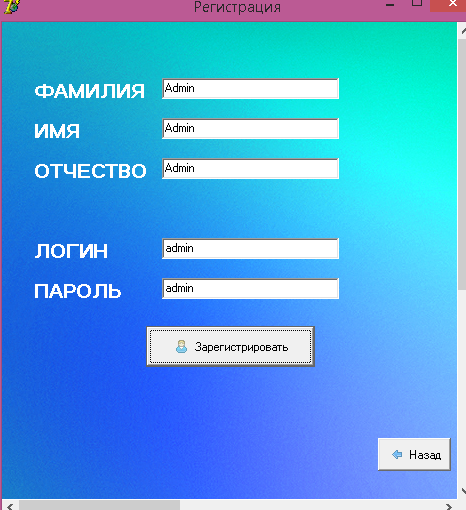 Регистрация
ФАМИЛИЯ Admin
ИМЯ Admin
ОТЧЕСТВО Admin
ЛОГИН admin
ПАРОЛЬ admin
Зарегистрировать
Назад